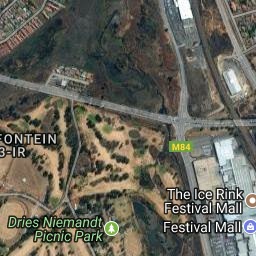 FONTEIN
3-IR
M84
The Ice Rink
Festival Mall
Festival Mall
Dries Niemandt
Picnic Park